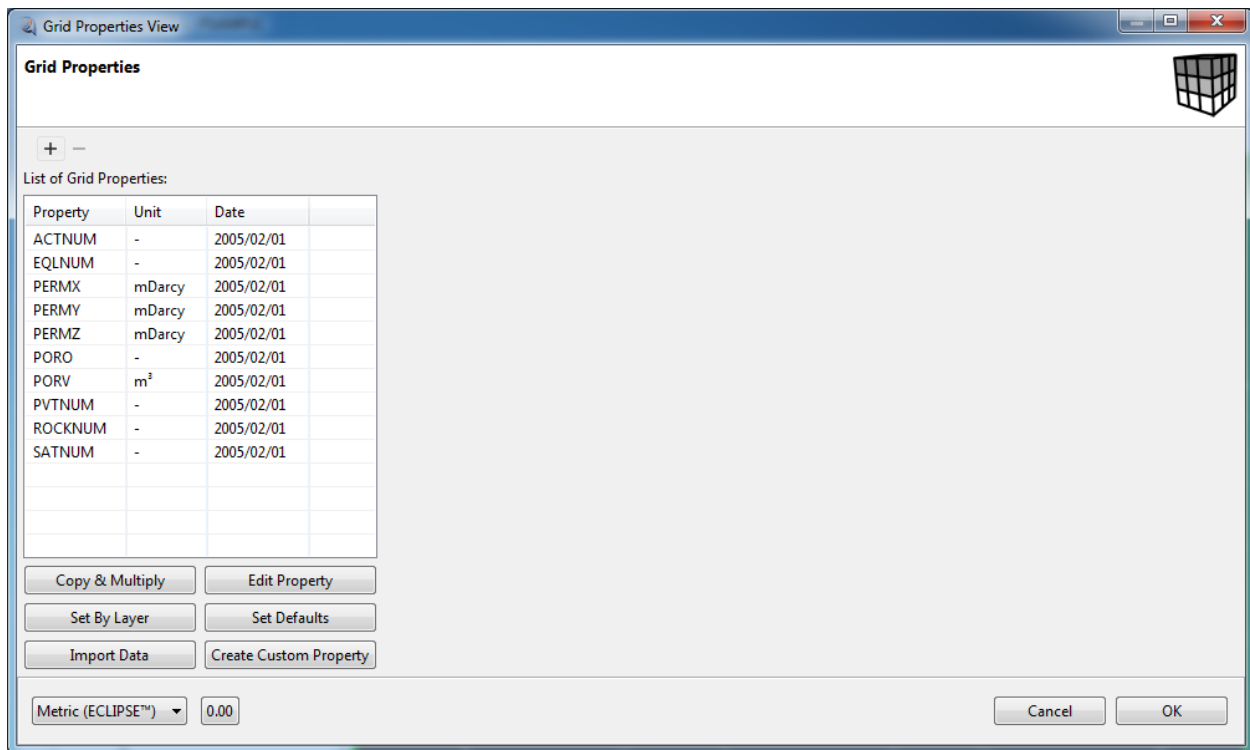 Grid Properties View
Grid Properties
+ −
List of Grid Properties:
Property Unit Date
ACTNUM - 2005/02/01
EQLNUM - 2005/02/01
PERMX mDarcy 2005/02/01
PERMY mDarcy 2005/02/01
PERMZ mDarcy 2005/02/01
PORO - 2005/02/01
PORV m³ 2005/02/01
PVTNUM - 2005/02/01
ROCKNUM - 2005/02/01
SATNUM - 2005/02/01
Copy & Multiply Edit Property
Set By Layer Set Defaults
Import Data Create Custom Property
Metric (ECLIPSE™) 0.00 Cancel OK